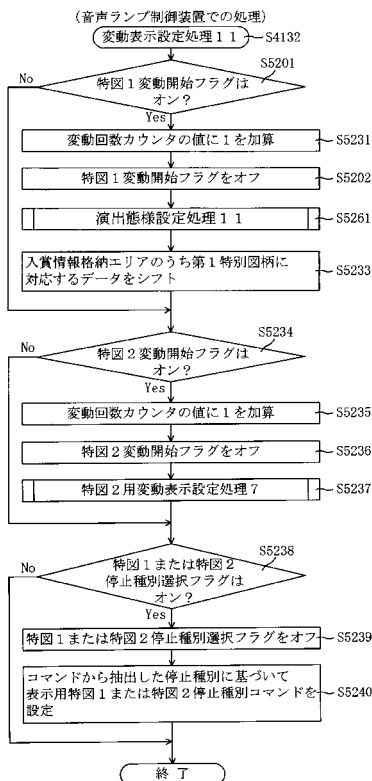 (音声ランプ制御装置での処理)
変動表示設定処理11
S4132
S5201
特図1変動開始フラグは
オン?
No
Yes
変動回数カウンタの値に1を加算
S5231
特図1変動開始フラグをオフ
S5202
演出態様設定処理11
S5261
入賞情報格納エリアのうち第1特別図柄に
対応するデータをシフト
S5233
S5234
特図2変動開始フラグは
オン?
No
Yes
変動回数カウンタの値に1を加算
S5235
特図2変動開始フラグをオフ
S5236
特図2用変動表示設定処理7
S5237
S5238
特図1または特図2
停止種別選択フラグは
オン?
No
Yes
特図1または特図2停止種別選択フラグをオフ
S5239
コマンドから抽出した停止種別に基づいて
表示用特図1または特図2停止種別コマンドを
設定
S5240
終了